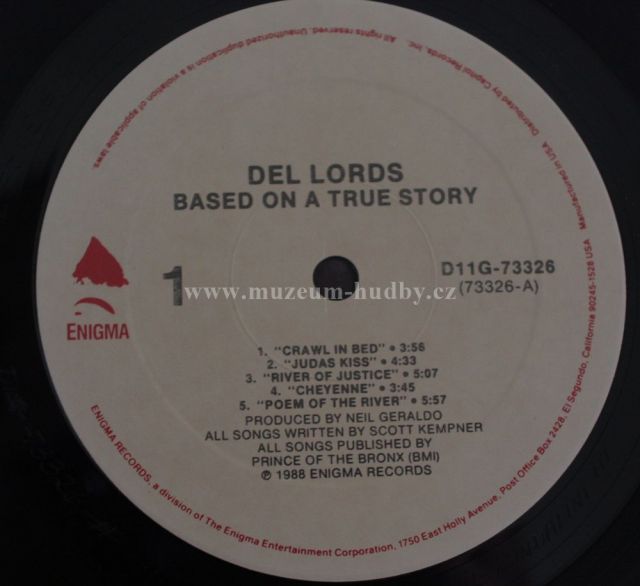 DEL LORDS
BASED ON A TRUE STORY
1
D11G-73326
(73326-A)
www.muzeum-hudby.cz
ENIGMA
1. "CRAWL IN BED" • 3:56
2. "JUDAS KISS" • 4:33
3. "RIVER OF JUSTICE" • 5:07
4. "CHEYENNE" • 3:45
5. "POEM OF THE RIVER" • 5:57
PRODUCED BY NEIL GERALDO
ALL SONGS WRITTEN BY SCOTT KEMPNER
ALL SONGS PUBLISHED BY
PRINCE OF THE BRONX (BMI)
℗ 1988 ENIGMA RECORDS
ENIGMA RECORDS, a division of The Enigma Entertainment Corporation, 1750 East Holly Avenue, Post Office Box 2428, El Segundo, California 90245-1528 USA Manufactured in USA
Distributed by Capitol Records, Inc. All rights reserved. Unauthorized duplication is a violation of applicable laws.